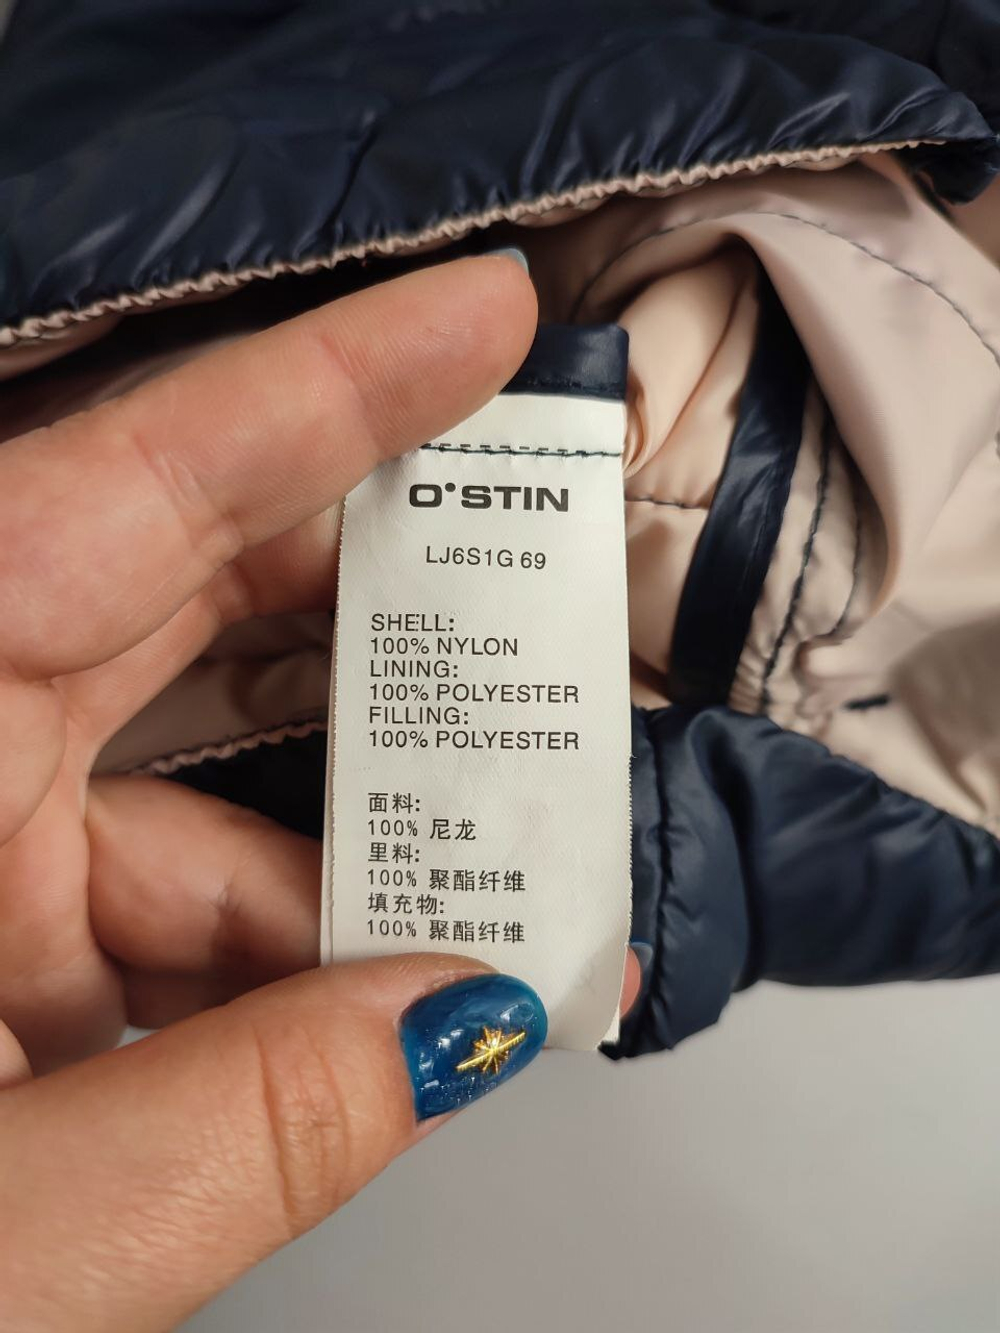 O'STIN
LJ6S1G 69
SHELL:
100% NYLON
LINING:
100% POLYESTER
FILLING:
100% POLYESTER
面料:
100% 尼龙
里料:
100% 聚酯纤维
填充物:
100% 聚酯纤维